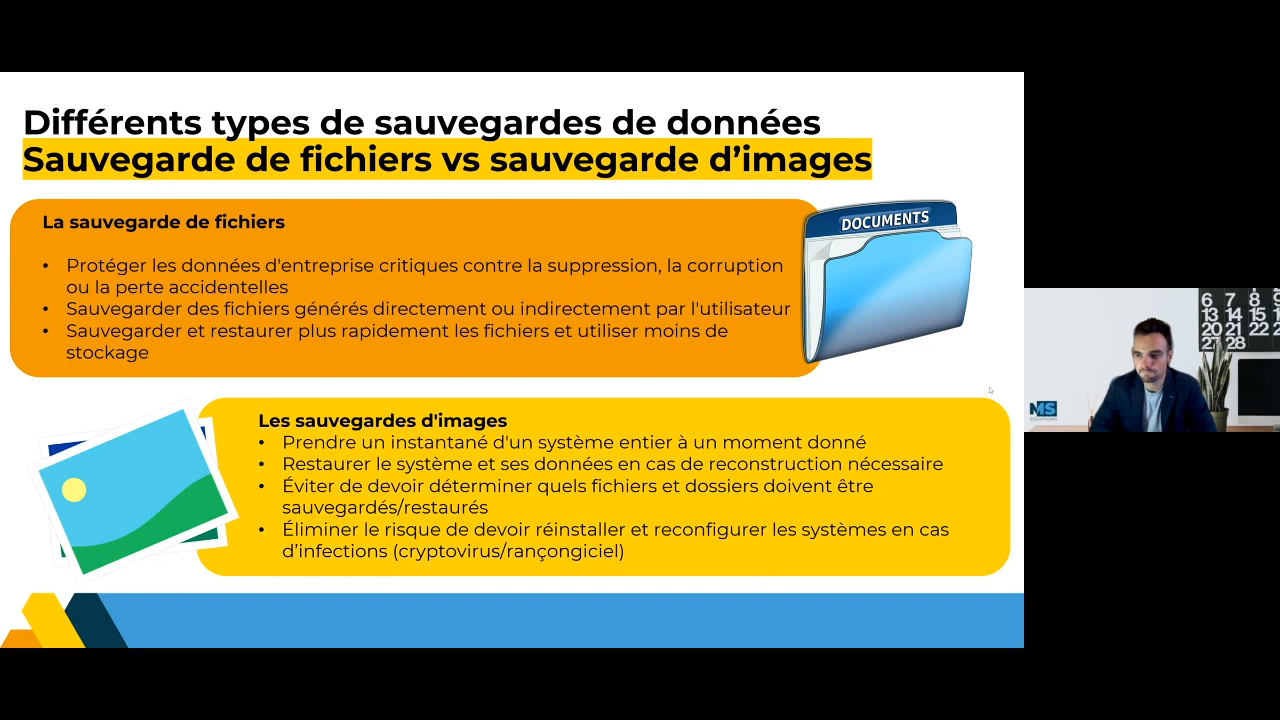 Différents types de sauvegardes de données
Sauvegarde de fichiers vs sauvegarde d’images
La sauvegarde de fichiers
DOCUMENTS
• Protéger les données d'entreprise critiques contre la suppression, la corruption
ou la perte accidentelles
• Sauvegarder des fichiers générés directement ou indirectement par l'utilisateur
• Sauvegarder et restaurer plus rapidement les fichiers et utiliser moins de
stockage
Les sauvegardes d'images
• Prendre un instantané d'un système entier à un moment donné
• Restaurer le système et ses données en cas de reconstruction nécessaire
• Éviter de devoir déterminer quels fichiers et dossiers doivent être
sauvegardés/restaurés
• Éliminer le risque de devoir réinstaller et reconfigurer les systèmes en cas
d’infections (cryptovirus/rançongiciel)
6 7 8 9
13 14 15 1
20 21 22 2
27 28
MS
SOLUTIONS